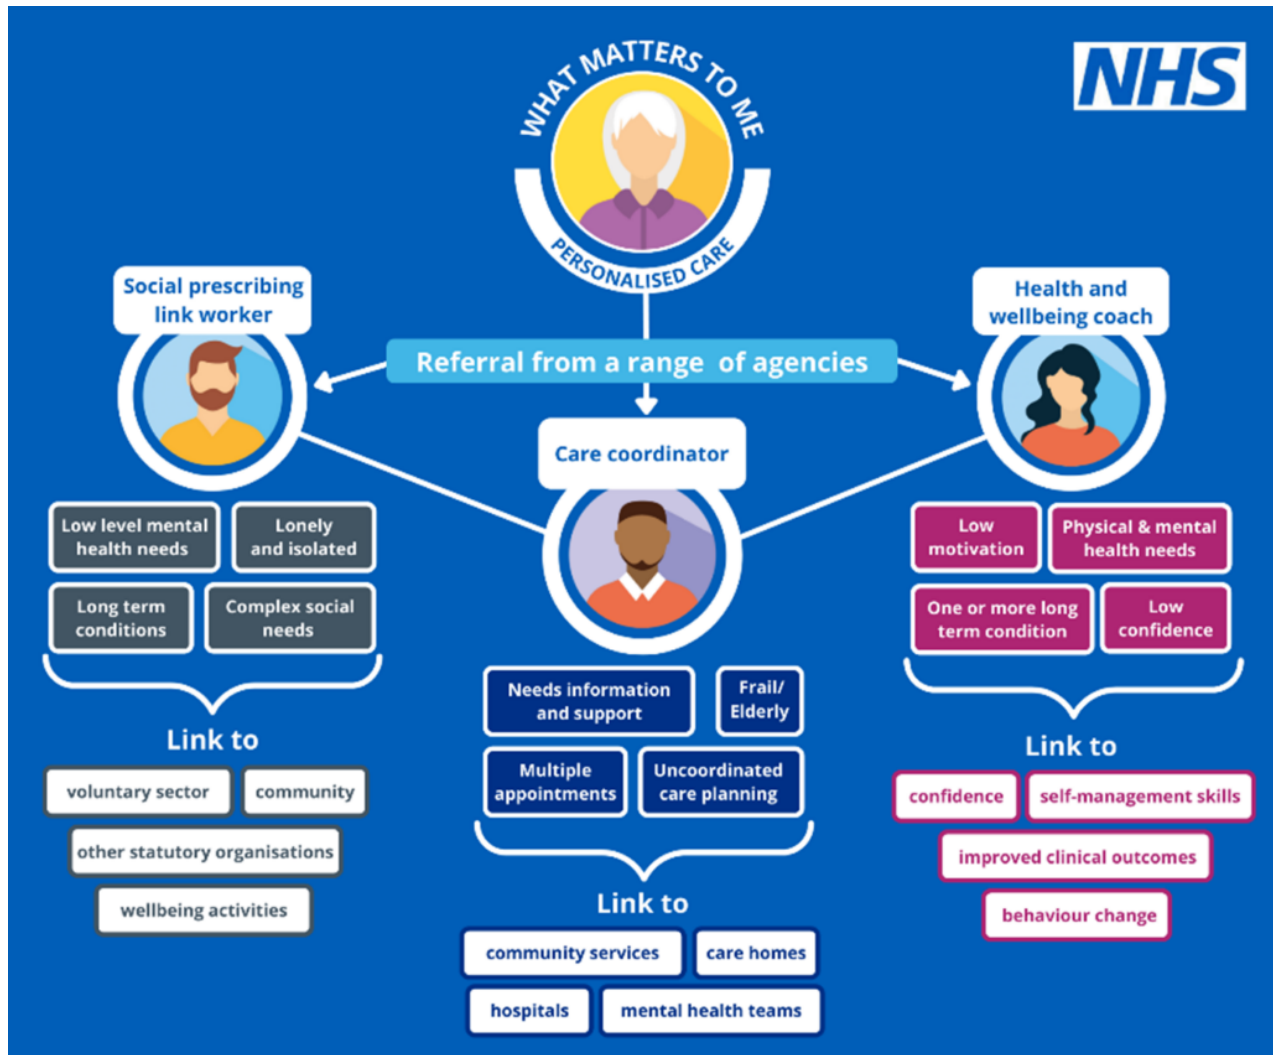 NHS
WHAT MATTERS TO ME
PERSONALISED CARE
Referral from a range of agencies
Social prescribing
link worker
Low level mental
health needs
Lonely
and isolated
Long term
conditions
Complex social
needs
Link to
voluntary sector
community
other statutory organisations
wellbeing activities
Care coordinator
Needs information
and support
Frail/
Elderly
Multiple
appointments
Uncoordinated
care planning
Link to
community services
care homes
hospitals
mental health teams
Health and
wellbeing coach
Low
motivation
Physical & mental
health needs
One or more long
term condition
Low
confidence
Link to
confidence
self-management skills
improved clinical outcomes
behaviour change